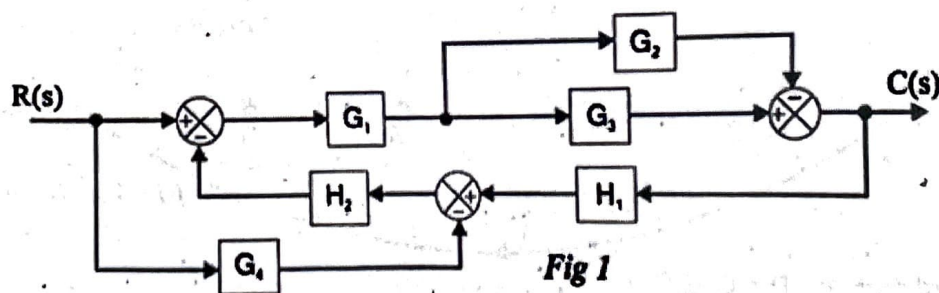 G₂
R(s)
C(s)
G₁
G₃
+
−
−
+
H₂
H₁
−
+
G₄
Fig 1